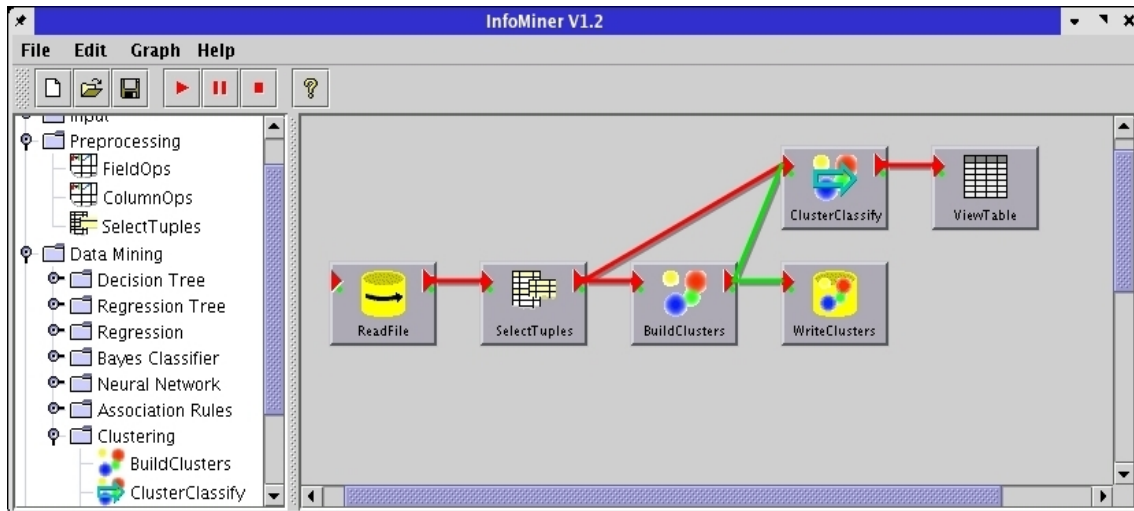 InfoMiner V1.2
File Edit Graph Help
Input
Preprocessing
FieldOps
ColumnOps
SelectTuples
Data Mining
Decision Tree
Regression Tree
Regression
Bayes Classifier
Neural Network
Association Rules
Clustering
BuildClusters
ClusterClassify
ClusterClassify
ViewTable
ReadFile
SelectTuples
BuildClusters
WriteClusters